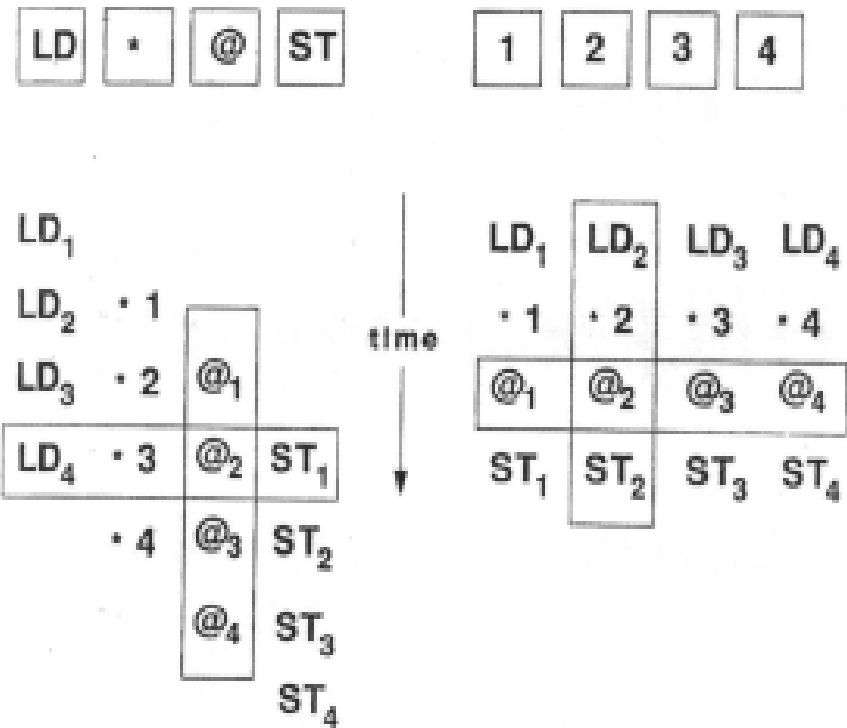 LD * @ ST
1 2 3 4
LD₁
LD₂ * 1
LD₃ * 2 @₁
LD₄ * 3 @₂ ST₁
* 4 @₃ ST₂
@₄ ST₃
ST₄
time
LD₁ LD₂ LD₃ LD₄
* 1 * 2 * 3 * 4
@₁ @₂ @₃ @₄
ST₁ ST₂ ST₃ ST₄